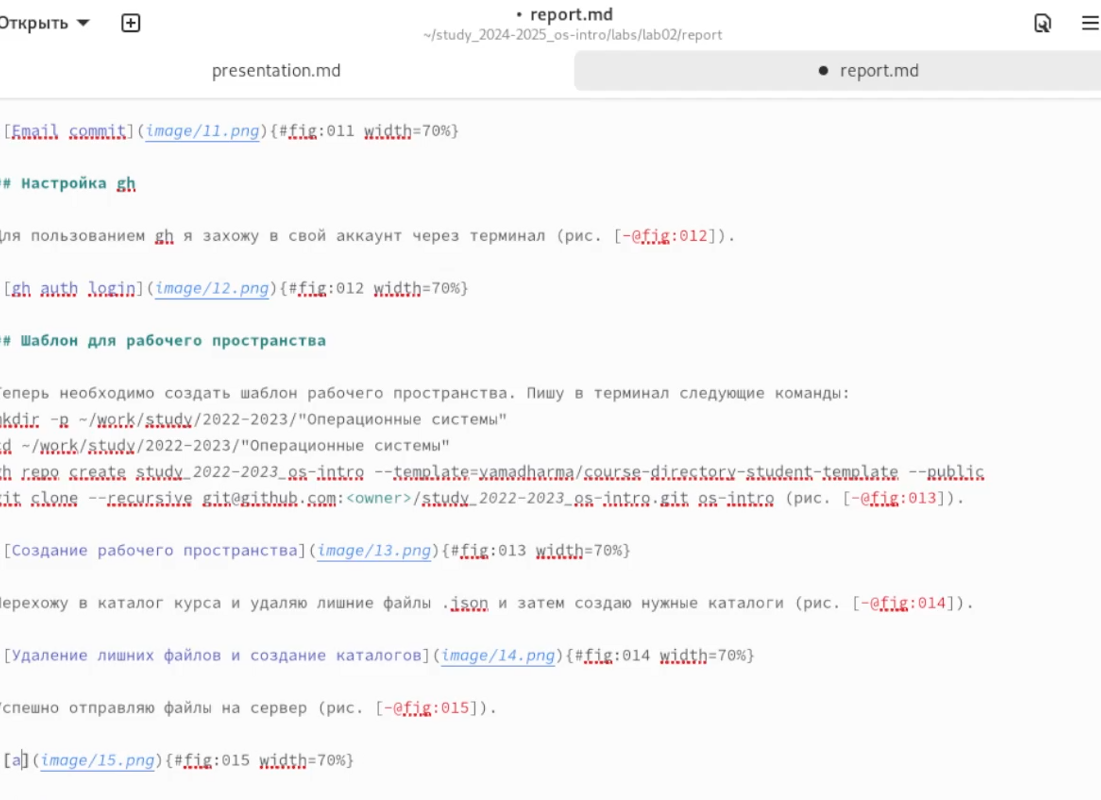 Открыть
• report.md
~/study_2024-2025_os-intro/labs/lab02/report
presentation.md
● report.md
[Email commit](image/11.png){#fig:011 width=70%}
# Настройка gh
ля пользованием gh я захожу в свой аккаунт через терминал (рис. [-@fig:012]).
[gh auth login](image/12.png){#fig:012 width=70%}
# Шаблон для рабочего пространства
Теперь необходимо создать шаблон рабочего пространства. Пишу в терминал следующие команды:
kdir -p ~/work/study/2022-2023/"Операционные системы"
d ~/work/study/2022-2023/"Операционные системы"
h repo create study_2022-2023_os-intro --template=yamadharma/course-directory-student-template --public
it clone --recursive git@github.com:<owner>/study_2022-2023_os-intro.git os-intro (рис. [-@fig:013]).
[Создание рабочего пространства](image/13.png){#fig:013 width=70%}
ерехожу в каталог курса и удаляю лишние файлы .json и затем создаю нужные каталоги (рис. [-@fig:014]).
[Удаление лишних файлов и создание каталогов](image/14.png){#fig:014 width=70%}
спешно отправляю файлы на сервер (рис. [-@fig:015]).
[a](image/15.png){#fig:015 width=70%}